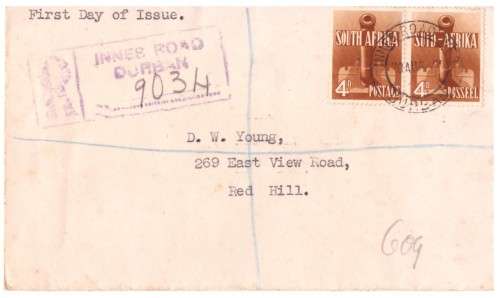 First Day of Issue.
INNES ROAD
DURBAN
9034
SOUTH AFRICA
SUID-AFRIKA
4D POSTAGE
4D POSSEËL
D. W. Young,
269 East View Road,
Red Hill.
609